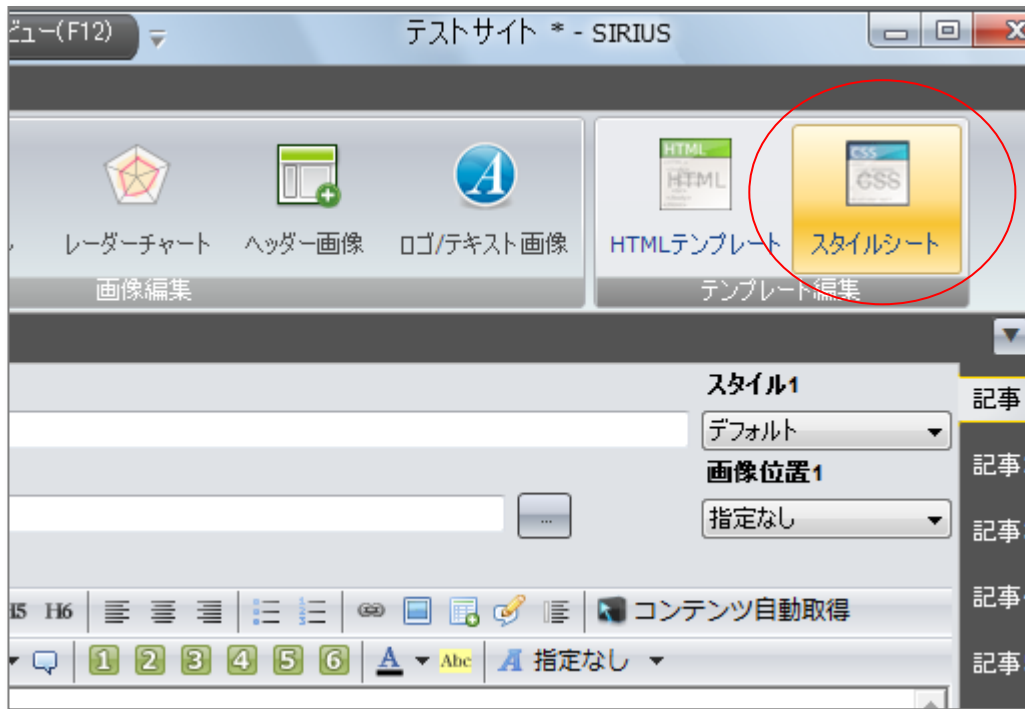 ビュー(F12)
テストサイト * - SIRIUS
HTML
HTML
CSS
CSS
レーダーチャート
ヘッダー画像
ロゴ/テキスト画像
HTMLテンプレート
スタイルシート
画像編集
テンプレート編集
スタイル1
記事
デフォルト
画像位置1
記事
指定なし
...
記事
記事
H5 H6
コンテンツ自動取得
1 2 3 4 5 6 A Abc A 指定なし
記事